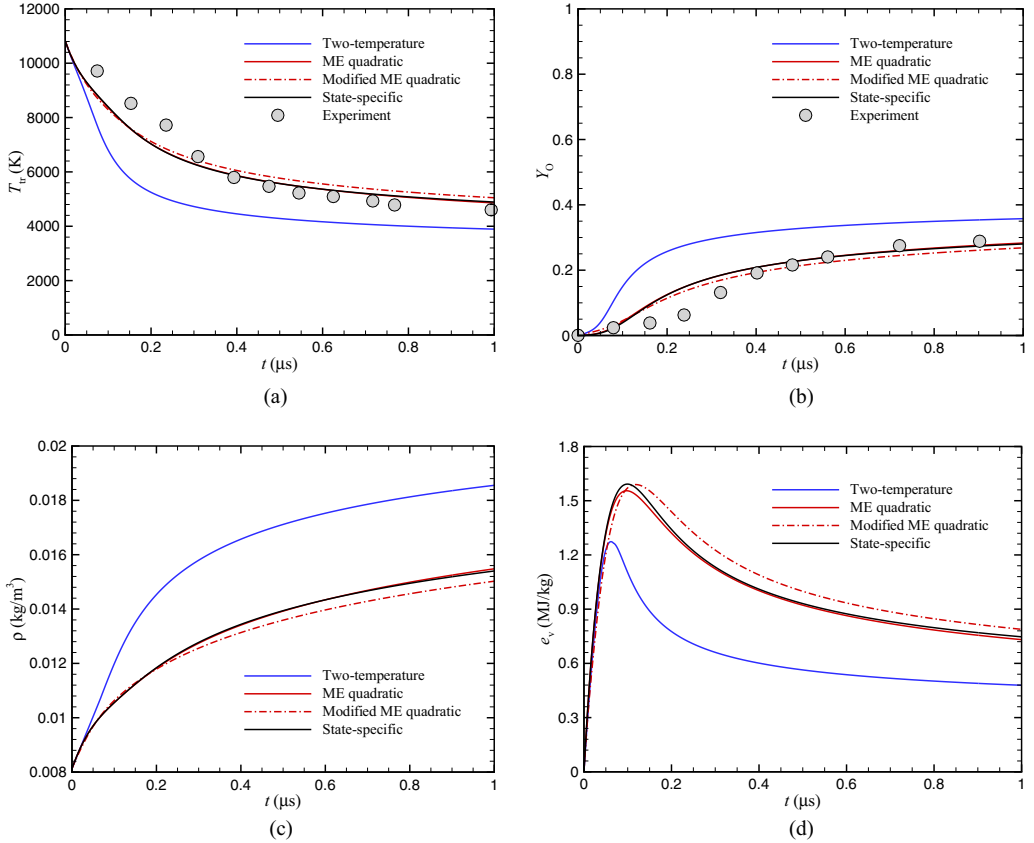 12000
10000
8000
6000
4000
2000
0
T_tr (K)
0 0.2 0.4 0.6 0.8 1
t (μs)
Two-temperature
ME quadratic
Modified ME quadratic
State-specific
Experiment
(a)
1
0.8
0.6
0.4
0.2
0
Y_O
0 0.2 0.4 0.6 0.8 1
t (μs)
Two-temperature
ME quadratic
Modified ME quadratic
State-specific
Experiment
(b)
0.02
0.018
0.016
0.014
0.012
0.01
0.008
ρ (kg/m³)
0 0.2 0.4 0.6 0.8 1
t (μs)
Two-temperature
ME quadratic
Modified ME quadratic
State-specific
(c)
1.8
1.5
1.2
0.9
0.6
0.3
0
e_v (MJ/kg)
0 0.2 0.4 0.6 0.8 1
t (μs)
Two-temperature
ME quadratic
Modified ME quadratic
State-specific
(d)